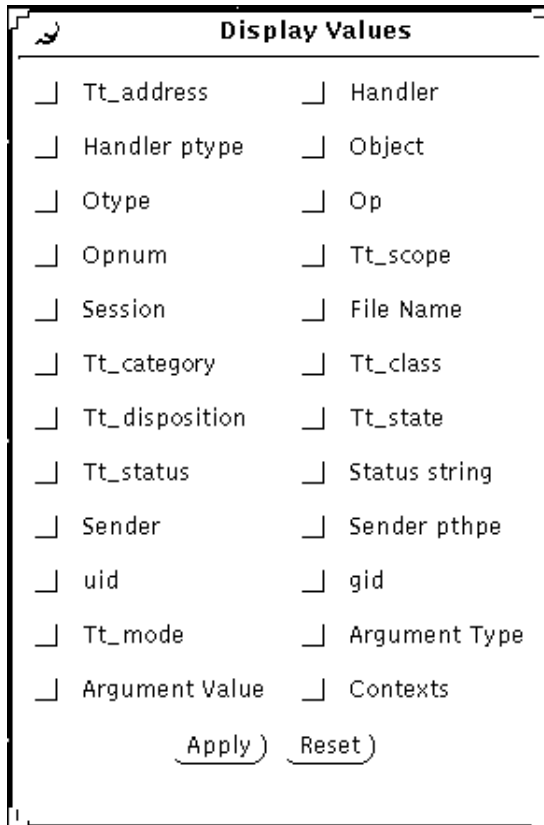 Display Values
Tt_address Handler
Handler ptype Object
Otype Op
Opnum Tt_scope
Session File Name
Tt_category Tt_class
Tt_disposition Tt_state
Tt_status Status string
Sender Sender pthpe
uid gid
Tt_mode Argument Type
Argument Value Contexts
Apply Reset